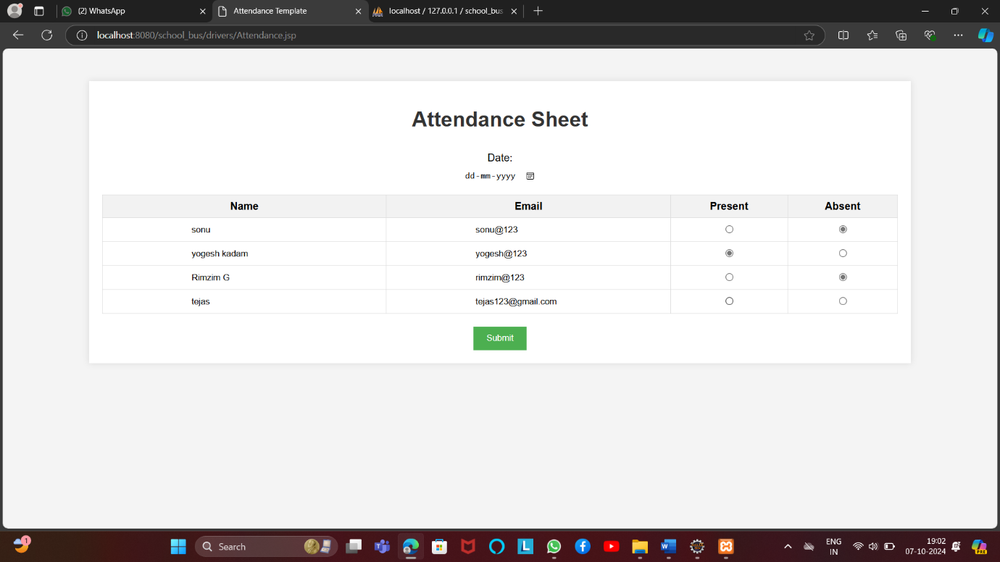 (2) WhatsApp
Attendance Template
localhost / 127.0.0.1 / school_bus
localhost:8080/school_bus/drivers/Attendance.jsp
Attendance Sheet
Date:
dd-mm-yyyy
Name Email Present Absent
sonu sonu@123
yogesh kadam yogesh@123
Rimzim G rimzim@123
tejas tejas123@gmail.com
Submit
1
Search
L
W
PRE
ENG
IN
19:02
07-10-2024